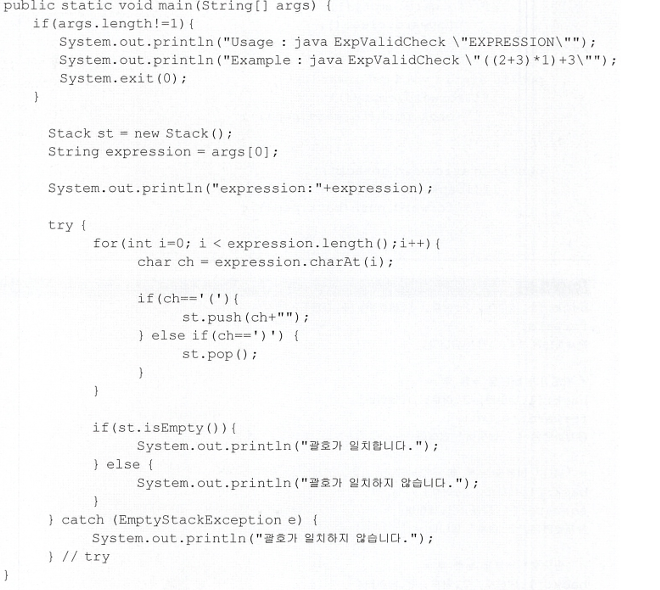 public static void main(String[] args) {
if(args.length!=1){
System.out.println("Usage : java ExpValidCheck \"EXPRESSION\"");
System.out.println("Example : java ExpValidCheck \"((2+3)*1)+3\"");
System.exit(0);
}
Stack st = new Stack();
String expression = args[0];
System.out.println("expression:"+expression);
try {
for(int i=0; i < expression.length();i++){
char ch = expression.charAt(i);
if(ch=='('){
st.push(ch+"");
} else if(ch==')') {
st.pop();
}
}
if(st.isEmpty()){
System.out.println("괄호가 일치합니다.");
} else {
System.out.println("괄호가 일치하지 않습니다.");
}
} catch (EmptyStackException e) {
System.out.println("괄호가 일치하지 않습니다.");
} // try
}